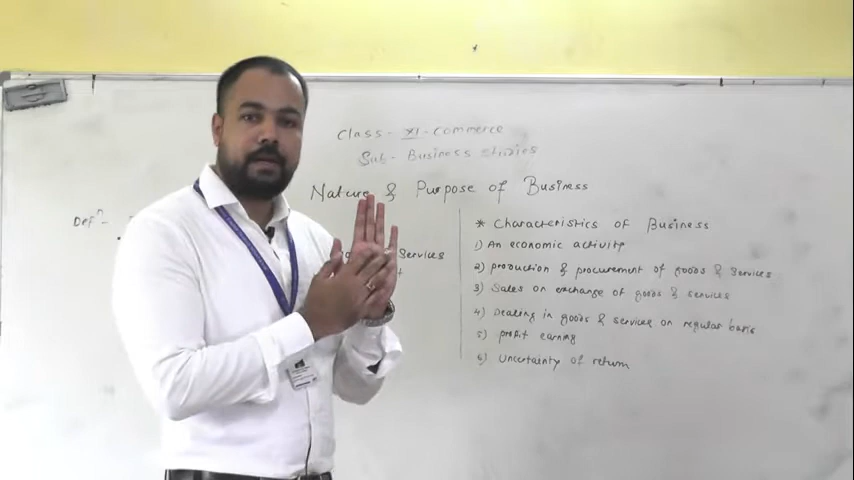 Class - XI - Commerce
Sub - Business studies
Nature & Purpose of Business
Defn -
Services
* Characteristics of Business
1) An economic activity
2) production & procurement of goods & services
3) Sales on exchange of goods & services
4) Dealing in goods & services on regular basis
5) profit earning
6) Uncertainty of return